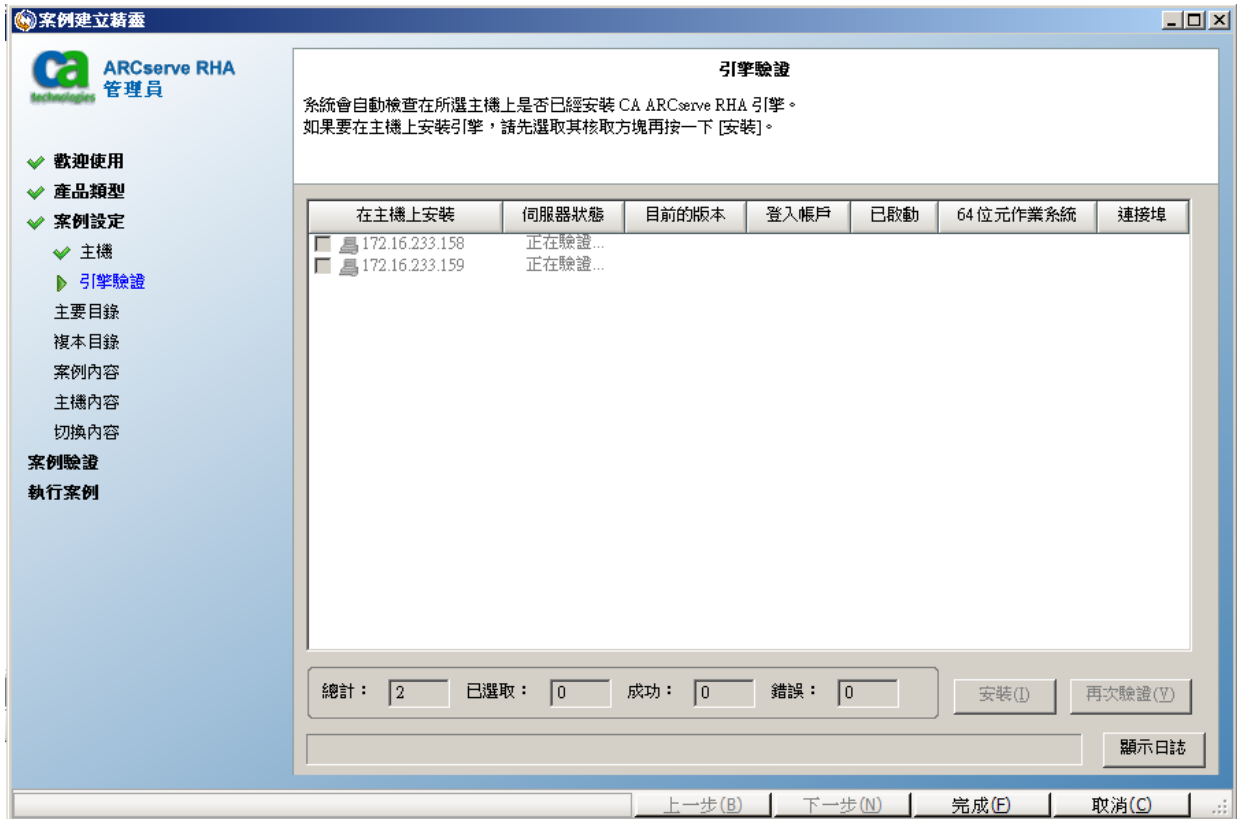 案例建立精靈
ca
technologies
ARCserve RHA
管理員
歡迎使用
產品類型
案例設定
主機
引擎驗證
主要目錄
複本目錄
案例內容
主機內容
切換內容
案例驗證
執行案例
引擎驗證
系統會自動檢查在所選主機上是否已經安裝 CA ARCserve RHA 引擎。
如果要在主機上安裝引擎，請先選取其核取方塊再按一下 [安裝]。
在主機上安裝 伺服器狀態 目前的版本 登入帳戶 已啟動 64 位元作業系統 連接埠
172.16.233.158 正在驗證...
172.16.233.159 正在驗證...
總計： 2 已選取： 0 成功： 0 錯誤： 0 安裝(I) 再次驗證(V)
顯示日誌
上一步(B) 下一步(N) 完成(F) 取消(C)